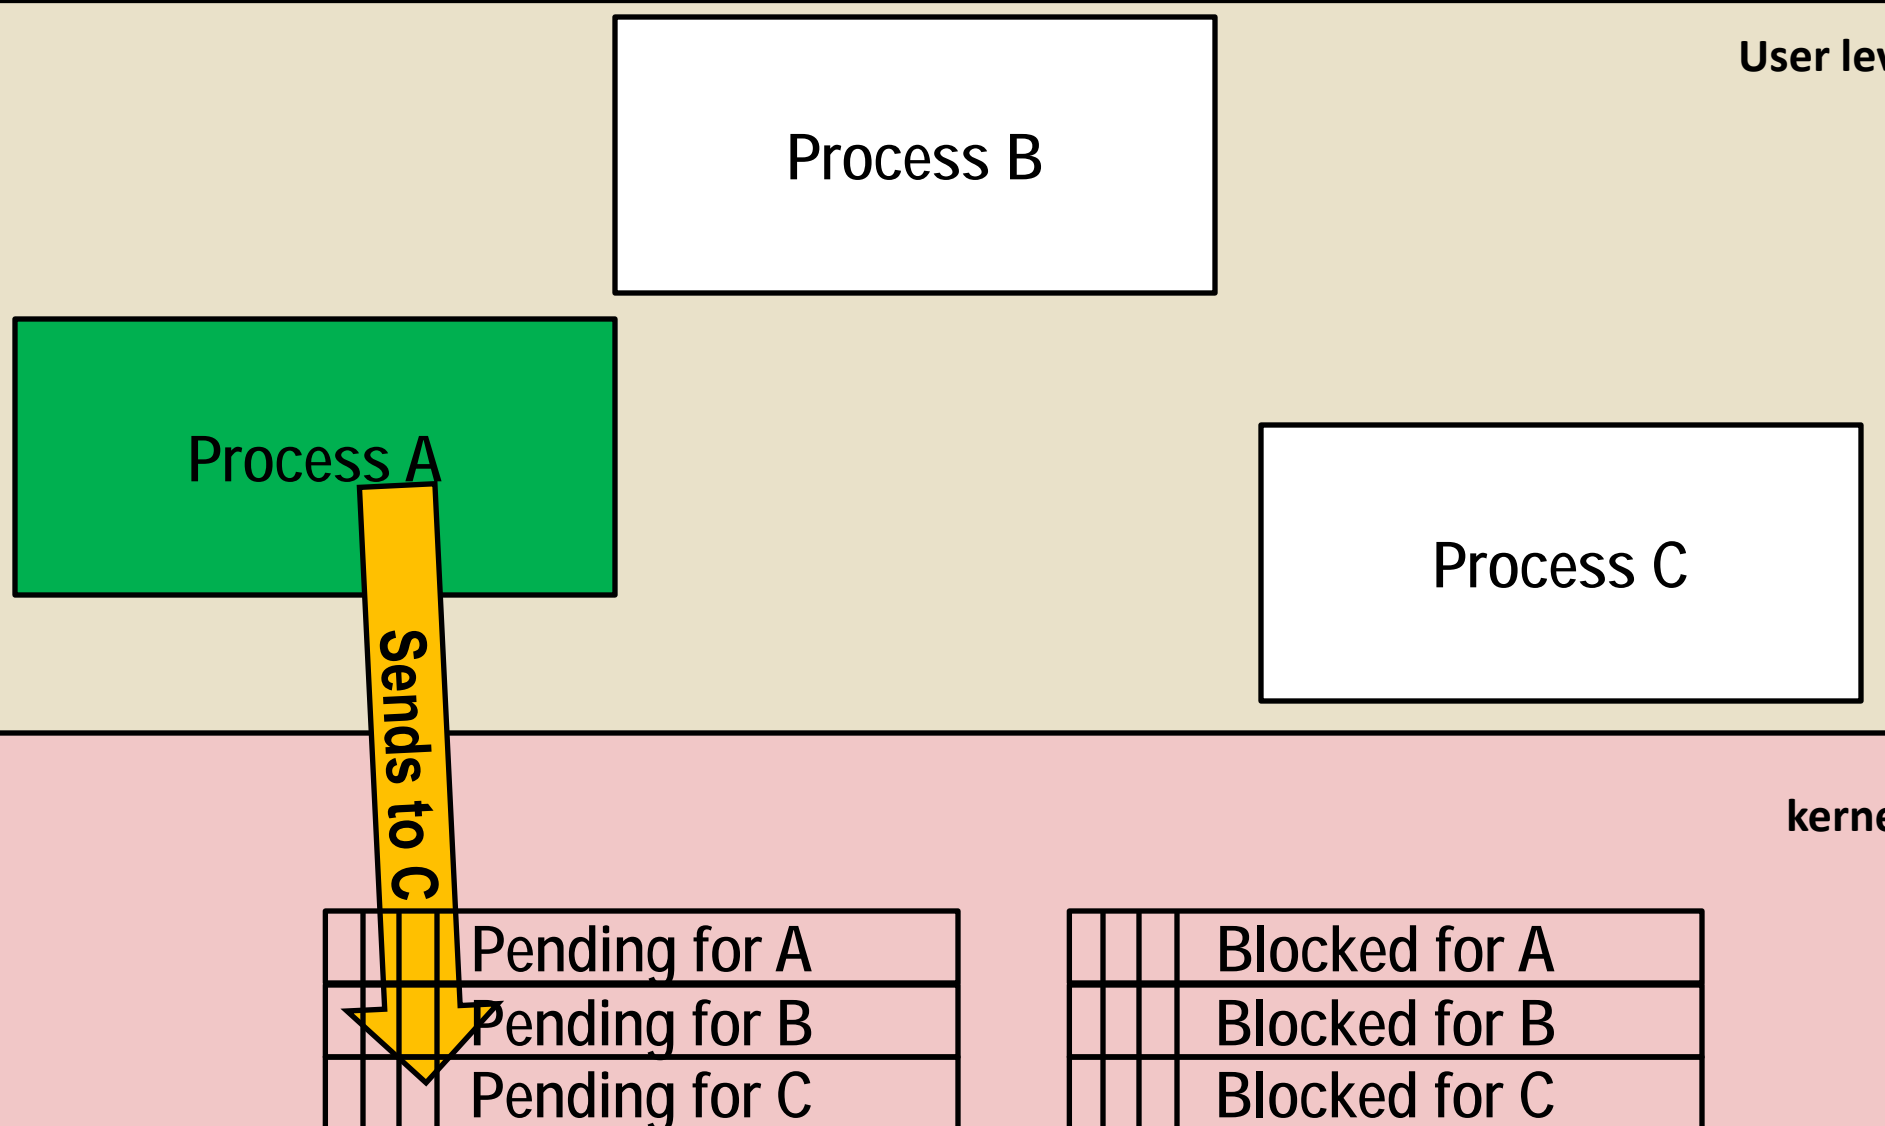 User lev
Process B
Process A
Process C
Sends to C
kerne
Pending for A
Blocked for A
Pending for B
Blocked for B
Pending for C
Blocked for C